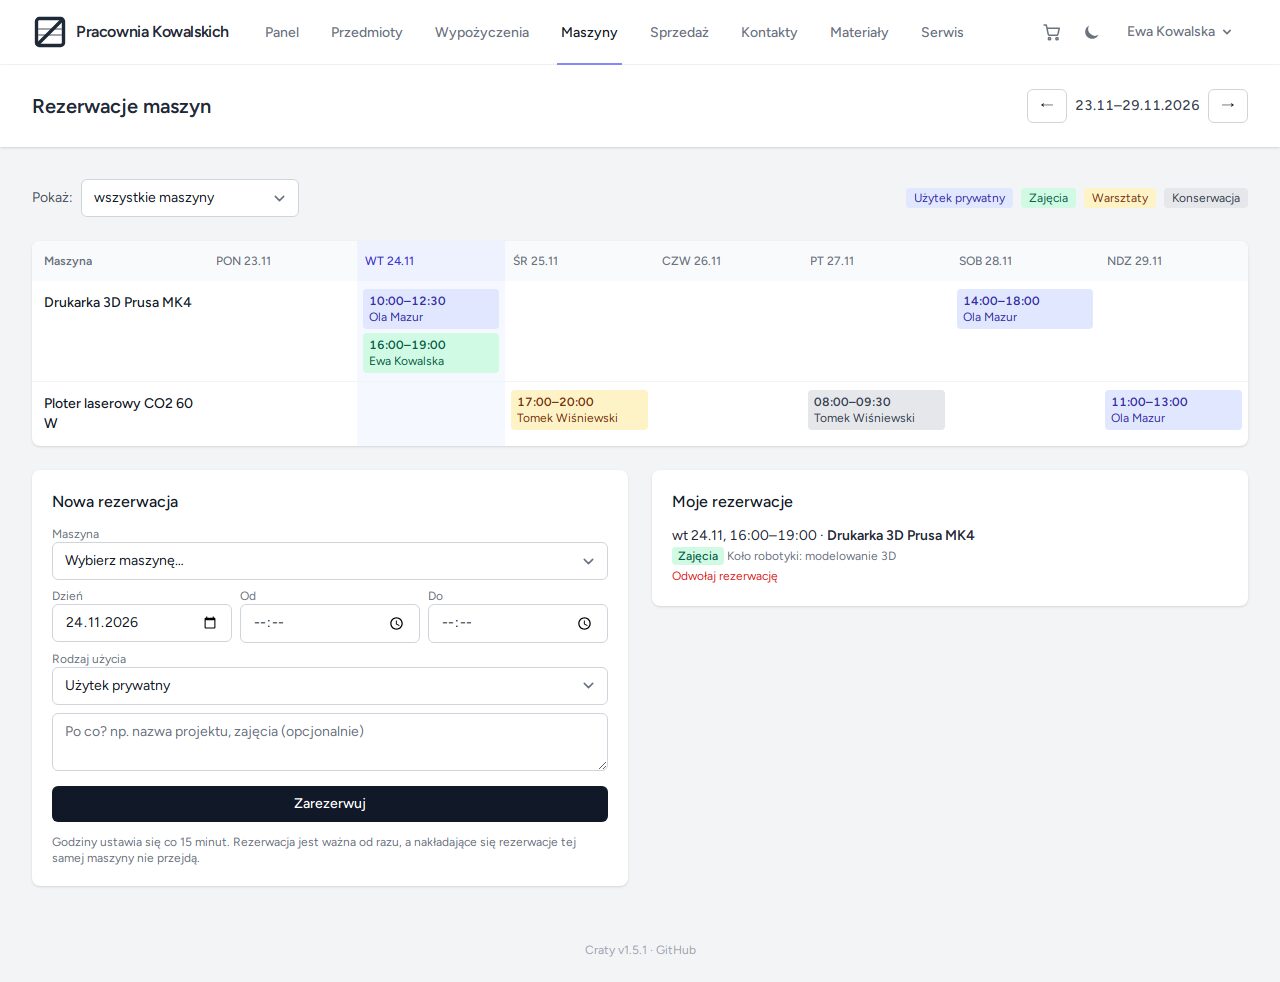 Pracownia Kowalskich Panel Przedmioty Wypożyczenia Maszyny Sprzedaż Kontakty Materiały Serwis Ewa Kowalska
Rezerwacje maszyn ← 23.11–29.11.2026 →
Pokaż: wszystkie maszyny Użytek prywatny Zajęcia Warsztaty Konserwacja
Maszyna PON 23.11 WT 24.11 ŚR 25.11 CZW 26.11 PT 27.11 SOB 28.11 NDZ 29.11
Drukarka 3D Prusa MK4 10:00–12:30 14:00–18:00
Ola Mazur Ola Mazur
16:00–19:00
Ewa Kowalska
Ploter laserowy CO2 60 17:00–20:00 08:00–09:30 11:00–13:00
W Tomek Wiśniewski Tomek Wiśniewski Ola Mazur
Nowa rezerwacja
Maszyna
Wybierz maszynę...
Dzień Od Do
24.11.2026 --:-- --:--
Rodzaj użycia
Użytek prywatny
Po co? np. nazwa projektu, zajęcia (opcjonalnie)
Zarezerwuj
Godziny ustawia się co 15 minut. Rezerwacja jest ważna od razu, a nakładające się rezerwacje tej
samej maszyny nie przejdą.
Moje rezerwacje
wt 24.11, 16:00–19:00 · Drukarka 3D Prusa MK4
Zajęcia Koło robotyki: modelowanie 3D
Odwołaj rezerwację
Craty v1.5.1 · GitHub